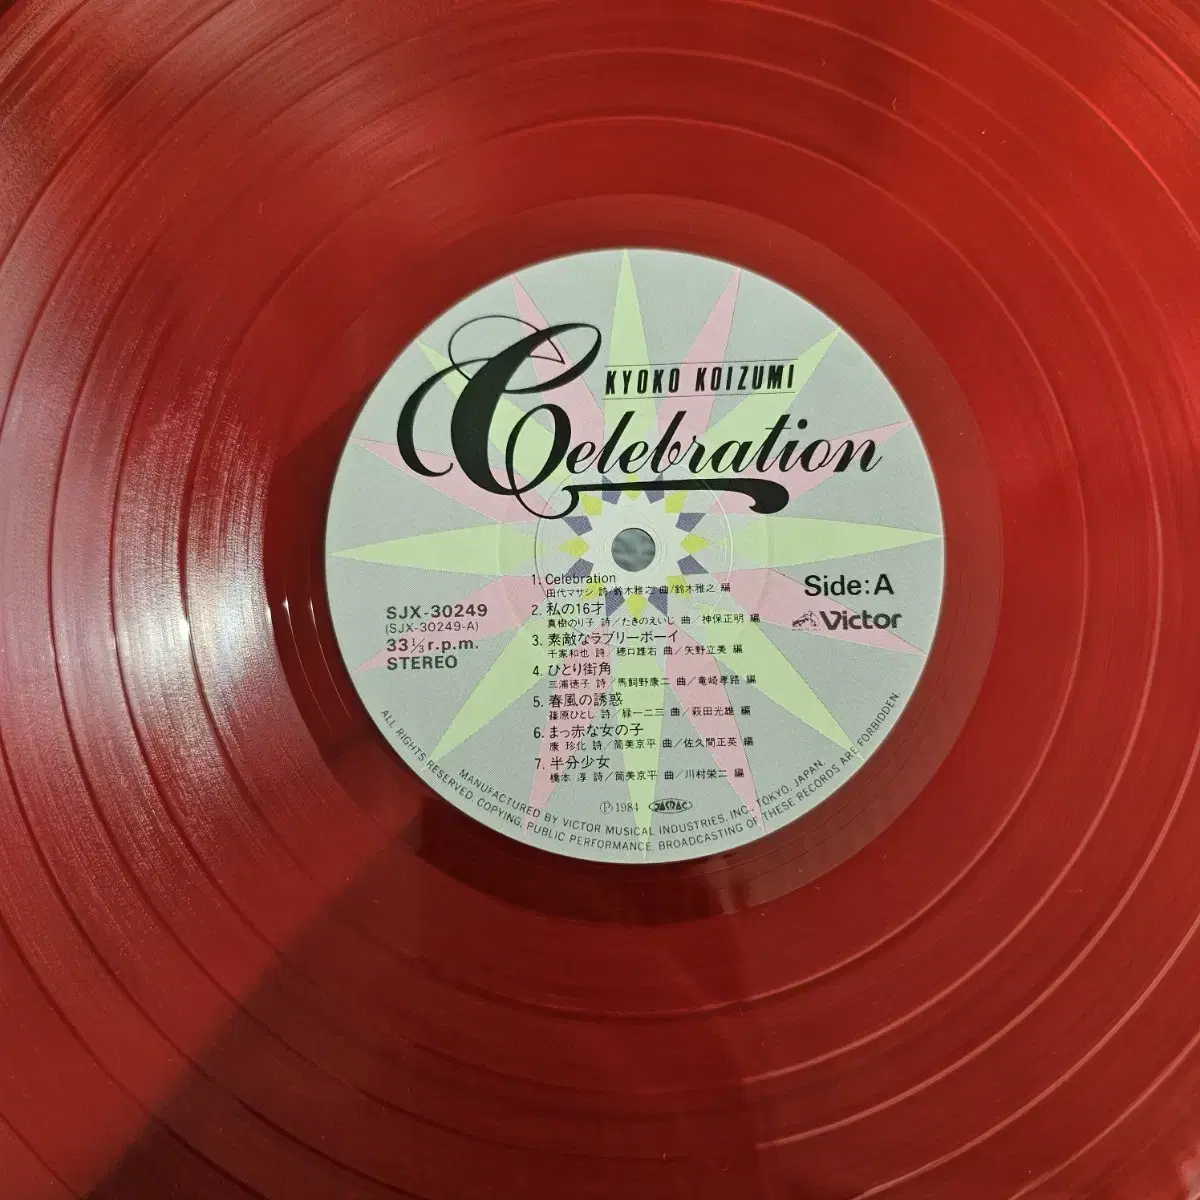 KYOKO KOIZUMI
Celebration
Side:A
Victor
SJX-30249
(SJX-30249-A)
33⅓ r.p.m.
STEREO
1. Celebration
田代マサシ 詩/鈴木雅之 曲/鈴木雅之 編
2. 私の16才
真樹のり子 詩/たきのえいじ 曲/神保正明 編
3. 素敵なラブリーボーイ
千家和也 詩/穂口雄右 曲/矢野立美 編
4. ひとり街角
三浦徳子 詩/馬飼野康二 曲/竜崎孝路 編
5. 春風の誘惑
篠原ひとし 詩/緑一二三 曲/萩田光雄 編
6. まっ赤な女の子
康 珍化 詩/筒美京平 曲/佐久間正英 編
7. 半分少女
橋本 淳 詩/筒美京平 曲/川村栄二 編
Ⓟ1984 JASRAC
MANUFACTURED BY VICTOR MUSICAL INDUSTRIES, INC., TOKYO, JAPAN.
ALL RIGHTS RESERVED. COPYING, PUBLIC PERFORMANCE, BROADCASTING OF THESE RECORDS ARE FORBIDDEN.